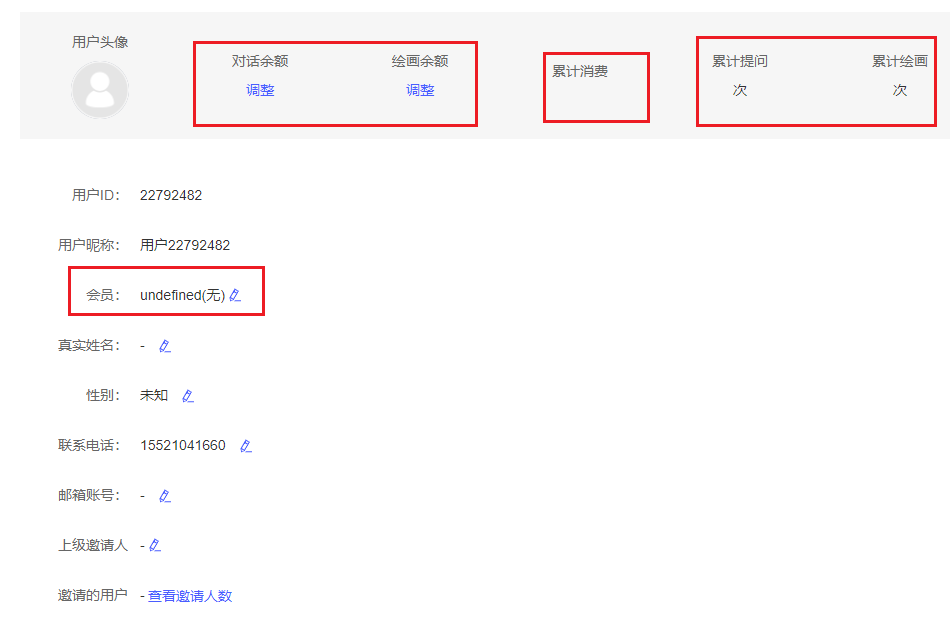 用户头像
对话余额 绘画余额 累计消费 累计提问 累计绘画
调整 调整 次 次
用户ID： 22792482
用户昵称： 用户22792482
会员： undefined(无)
真实姓名： -
性别： 未知
联系电话： 15521041660
邮箱账号： -
上级邀请人 -
邀请的用户 - 查看邀请人数